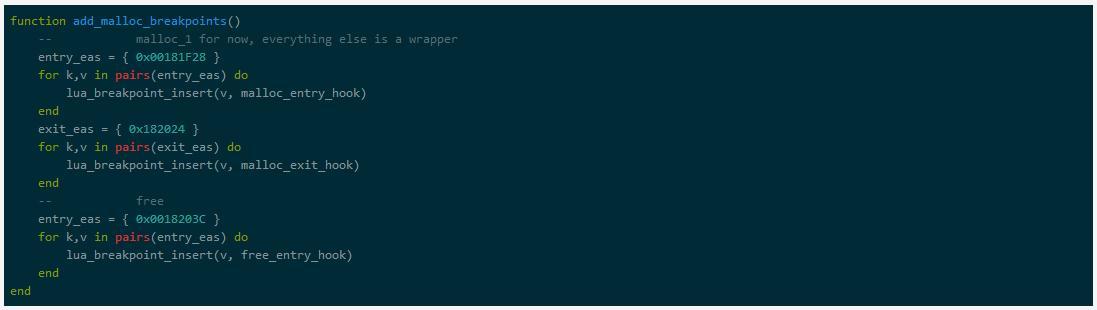 function add_malloc_breakpoints()
    --            malloc_1 for now, everything else is a wrapper
    entry_eas = { 0x00181F28 }
    for k,v in pairs(entry_eas) do
        lua_breakpoint_insert(v, malloc_entry_hook)
    end
    exit_eas = { 0x182024 }
    for k,v in pairs(exit_eas) do
        lua_breakpoint_insert(v, malloc_exit_hook)
    end
    --            free
    entry_eas = { 0x0018203C }
    for k,v in pairs(entry_eas) do
        lua_breakpoint_insert(v, free_entry_hook)
    end
end